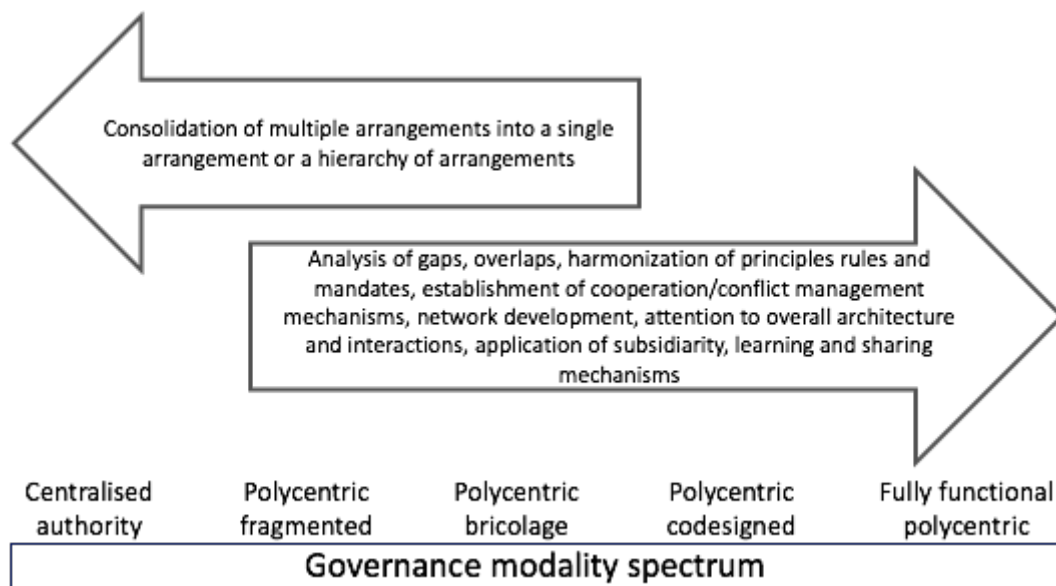 Consolidation of multiple arrangements into a single
arrangement or a hierarchy of arrangements
Analysis of gaps, overlaps, harmonization of principles rules and
mandates, establishment of cooperation/conflict management
mechanisms, network development, attention to overall architecture
and interactions, application of subsidiarity, learning and sharing
mechanisms
Centralised
authority
Polycentric
fragmented
Polycentric
bricolage
Polycentric
codesigned
Fully functional
polycentric
Governance modality spectrum